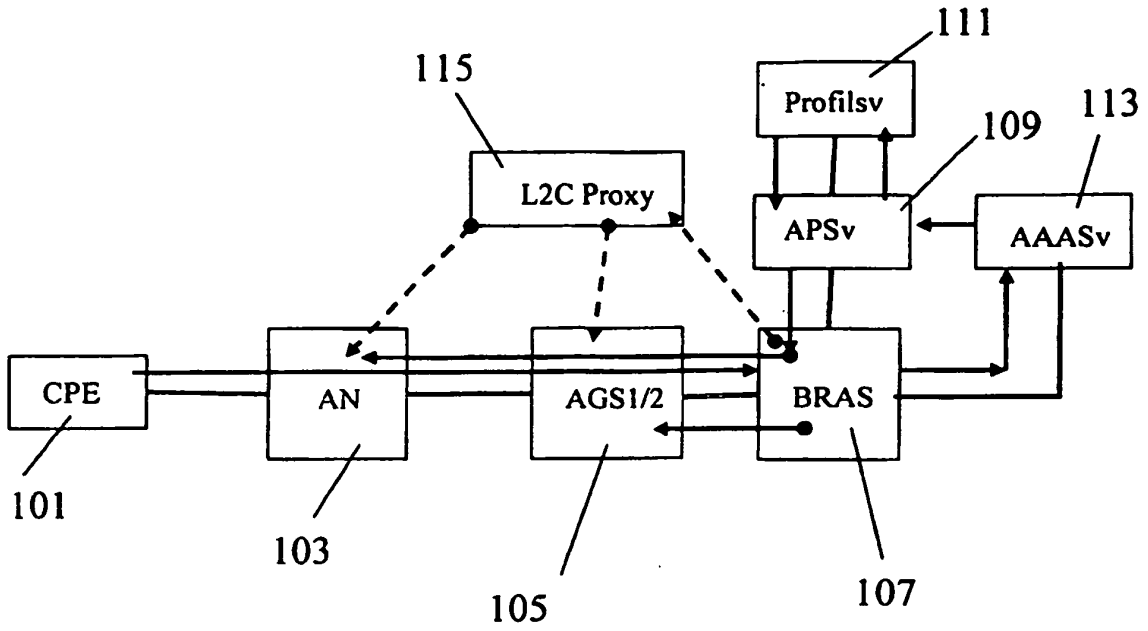 111
115
Profilsv
113
109
L2C Proxy
APSv
AAASv
CPE
AN
AGS1/2
BRAS
101
103
105
107